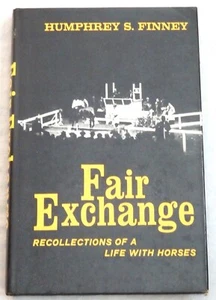 HUMPHREY S. FINNEY
Fair
Exchange
RECOLLECTIONS OF A
LIFE WITH HORSES